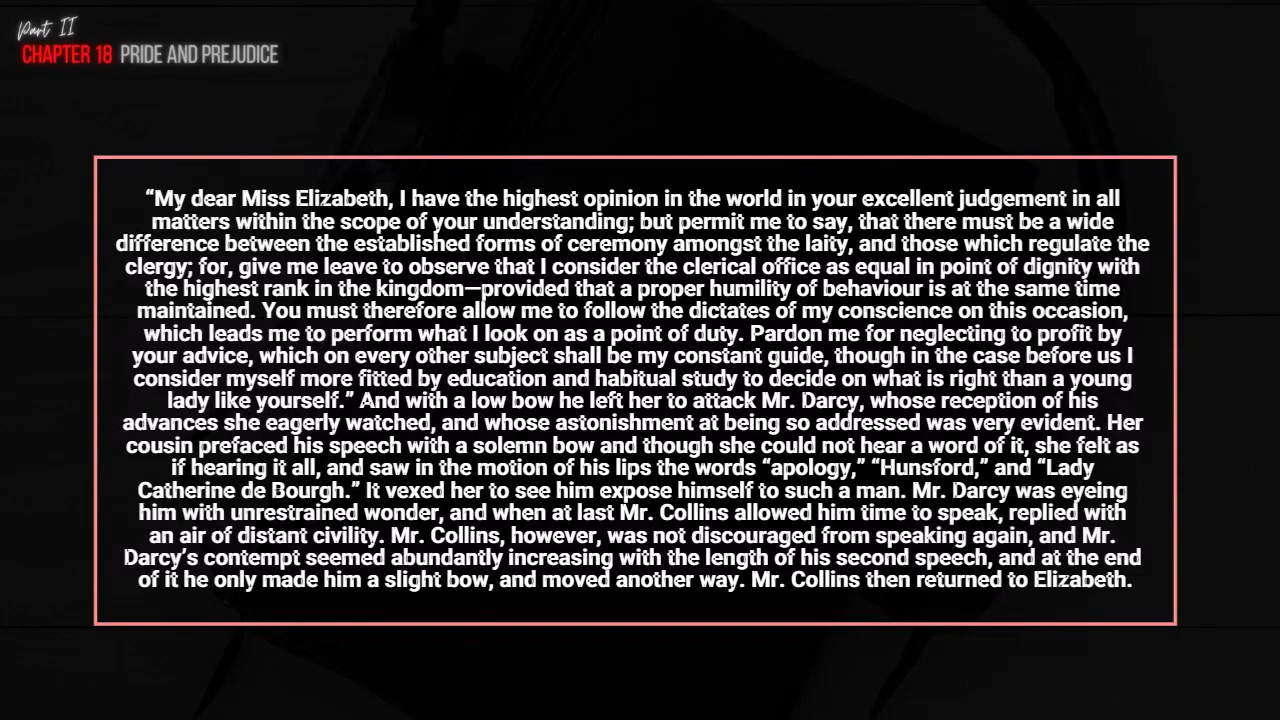 Part II
CHAPTER 18 PRIDE AND PREJUDICE
“My dear Miss Elizabeth, I have the highest opinion in the world in your excellent judgement in all
matters within the scope of your understanding; but permit me to say, that there must be a wide
difference between the established forms of ceremony amongst the laity, and those which regulate the
clergy; for, give me leave to observe that I consider the clerical office as equal in point of dignity with
the highest rank in the kingdom—provided that a proper humility of behaviour is at the same time
maintained. You must therefore allow me to follow the dictates of my conscience on this occasion,
which leads me to perform what I look on as a point of duty. Pardon me for neglecting to profit by
your advice, which on every other subject shall be my constant guide, though in the case before us I
consider myself more fitted by education and habitual study to decide on what is right than a young
lady like yourself.” And with a low bow he left her to attack Mr. Darcy, whose reception of his
advances she eagerly watched, and whose astonishment at being so addressed was very evident. Her
cousin prefaced his speech with a solemn bow and though she could not hear a word of it, she felt as
if hearing it all, and saw in the motion of his lips the words “apology,” “Hunsford,” and “Lady
Catherine de Bourgh.” It vexed her to see him expose himself to such a man. Mr. Darcy was eyeing
him with unrestrained wonder, and when at last Mr. Collins allowed him time to speak, replied with
an air of distant civility. Mr. Collins, however, was not discouraged from speaking again, and Mr.
Darcy’s contempt seemed abundantly increasing with the length of his second speech, and at the end
of it he only made him a slight bow, and moved another way. Mr. Collins then returned to Elizabeth.